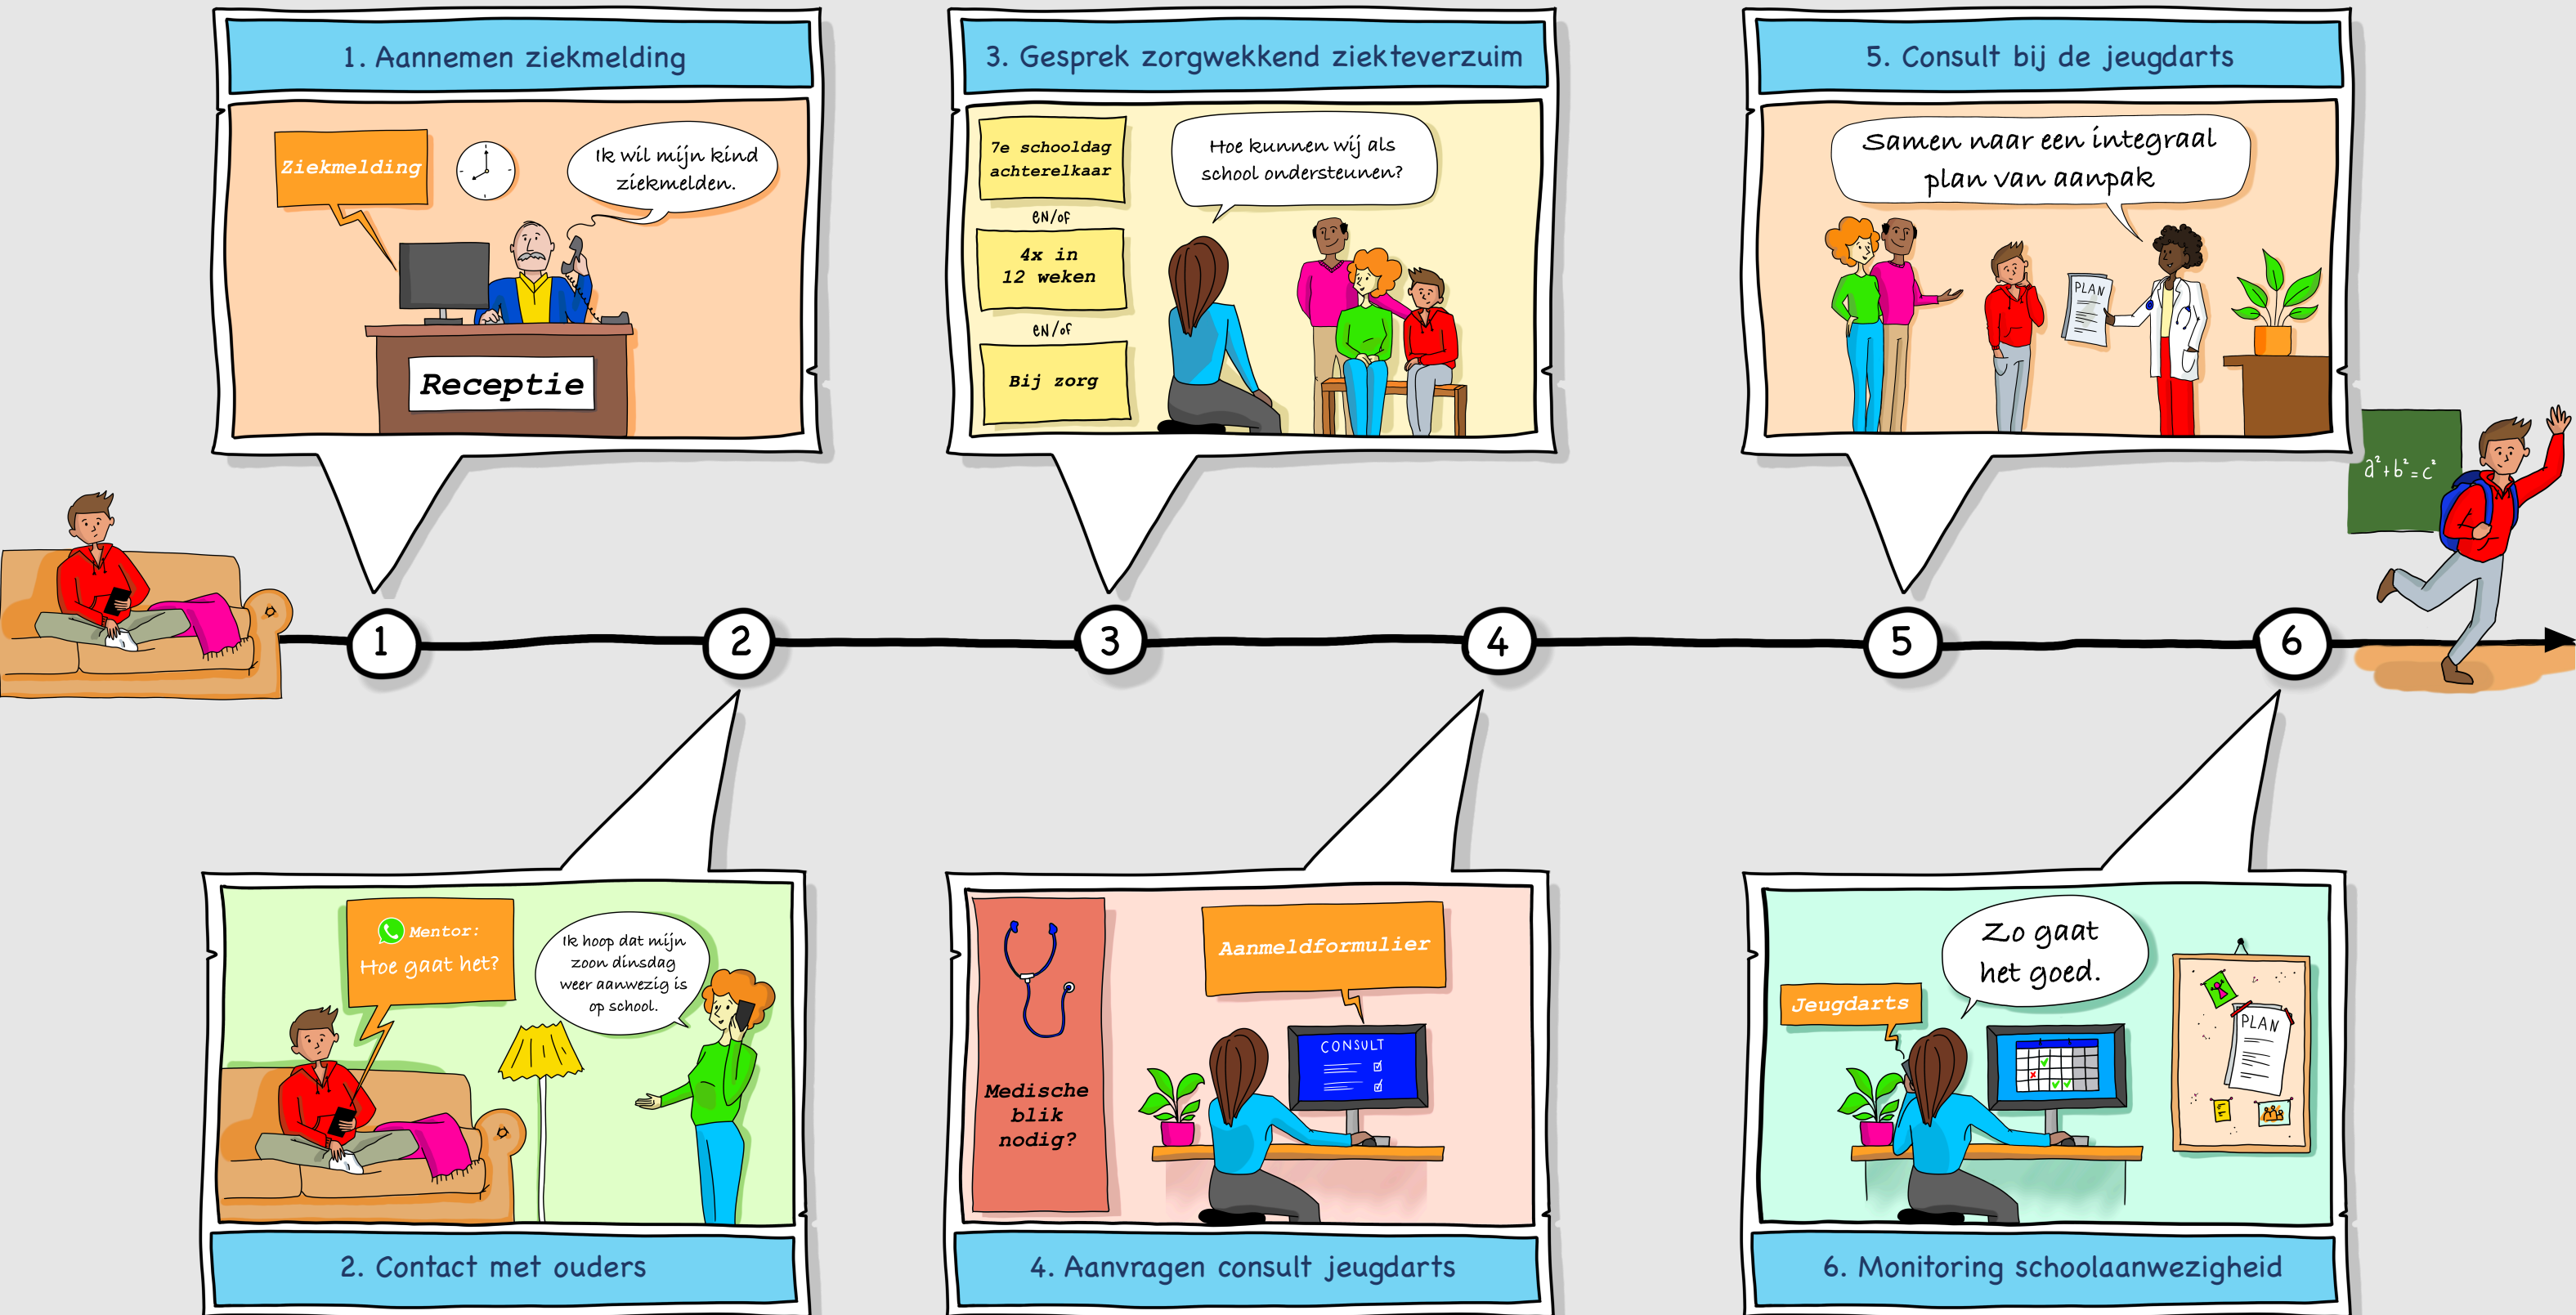 1. Aannemen ziekmelding
Ziekmelding
Ik wil mijn kind
ziekmelden.
Receptie
3. Gesprek zorgwekkend ziekteverzuim
7e schooldag
achterelkaar
en/of
4x in
12 weken
en/of
Bij zorg
Hoe kunnen wij als
school ondersteunen?
5. Consult bij de jeugdarts
Samen naar een integraal
plan van aanpak
PLAN
a²+b²=c²
1
2
3
4
5
6
Mentor:
Hoe gaat het?
Ik hoop dat mijn
zoon dinsdag
weer aanwezig is
op school.
2. Contact met ouders
Medische
blik
nodig?
Aanmeldformulier
CONSULT
4. Aanvragen consult jeugdarts
Jeugdarts
Zo gaat
het goed.
PLAN
6. Monitoring schoolaanwezigheid